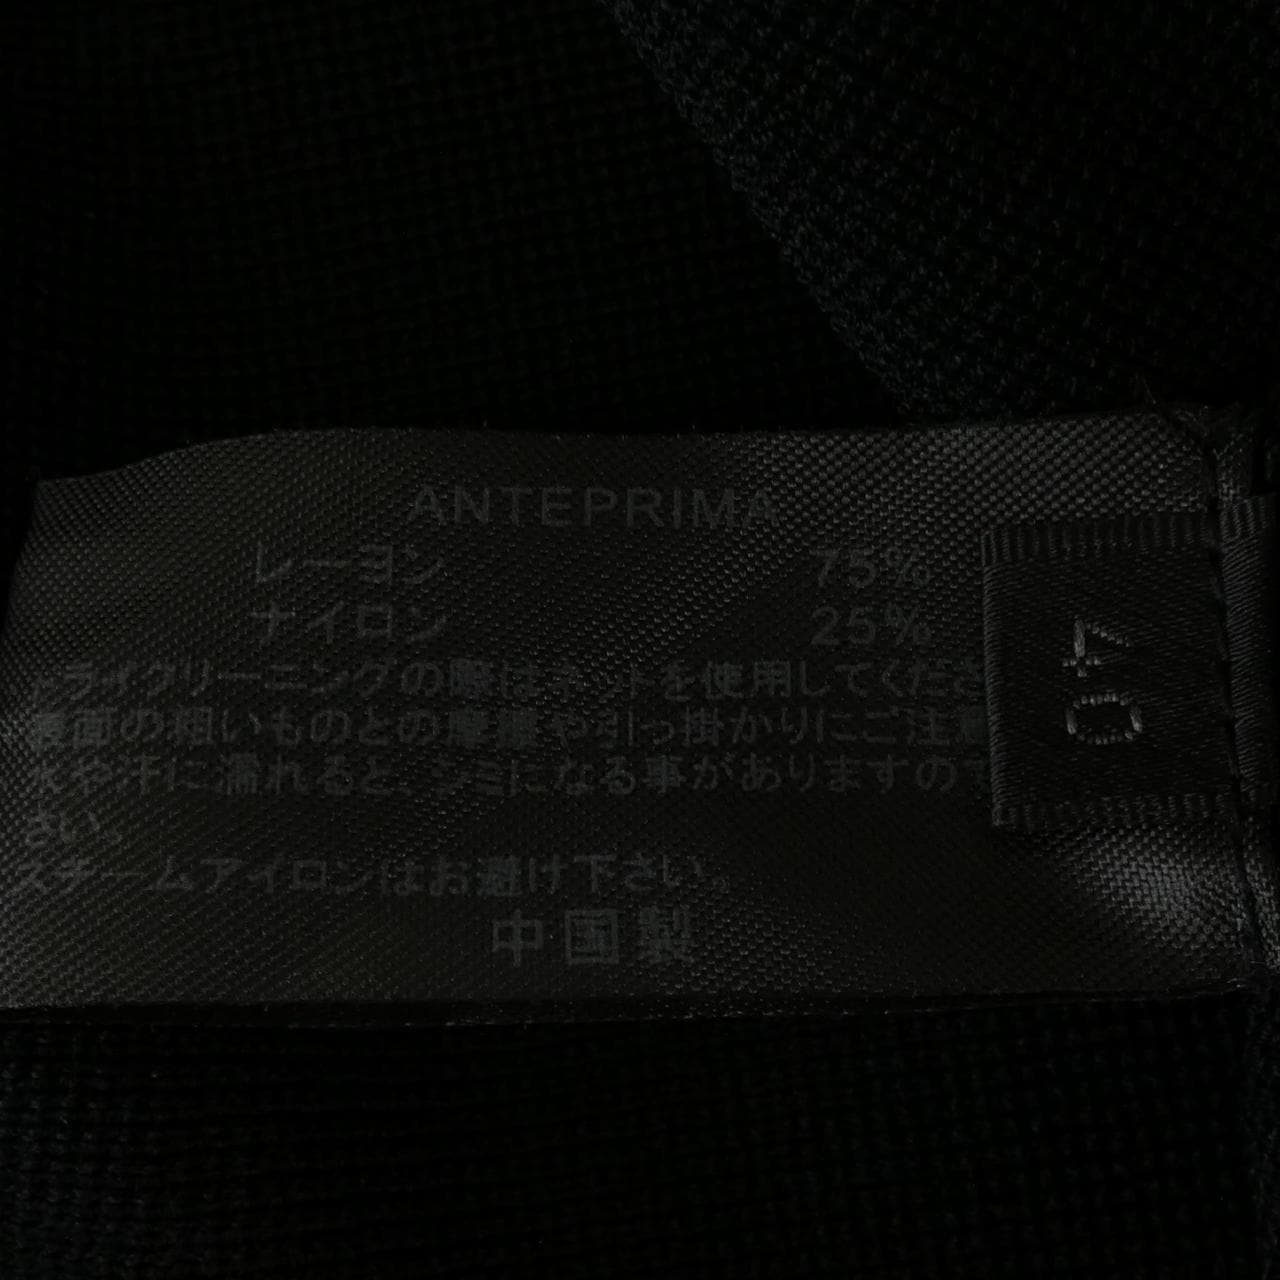 ANTEPRIMA
レーヨン 75%
ナイロン 25%
ドライクリーニングの際はネットを使用してくださ
表面の粗いものとの摩擦や引っ掛かりにご注意
水や汗に濡れると、シミになる事がありますので
さい。
スチームアイロンはお避け下さい。
中国製
40